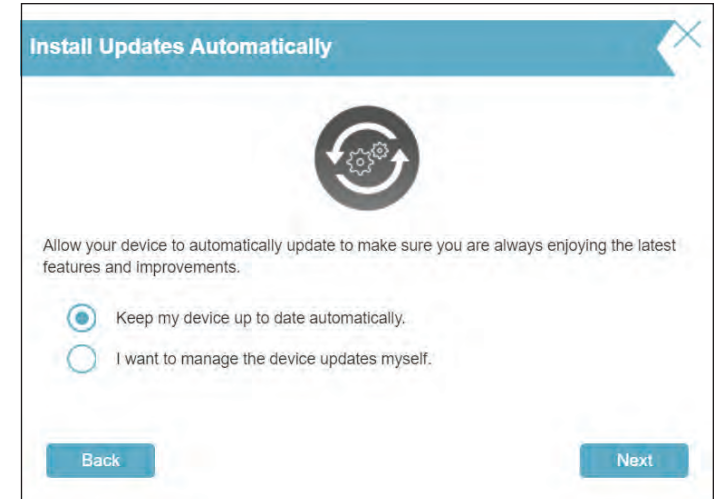 Install Updates Automatically
Allow your device to automatically update to make sure you are always enjoying the latest
features and improvements.
Keep my device up to date automatically.
I want to manage the device updates myself.
Back
Next